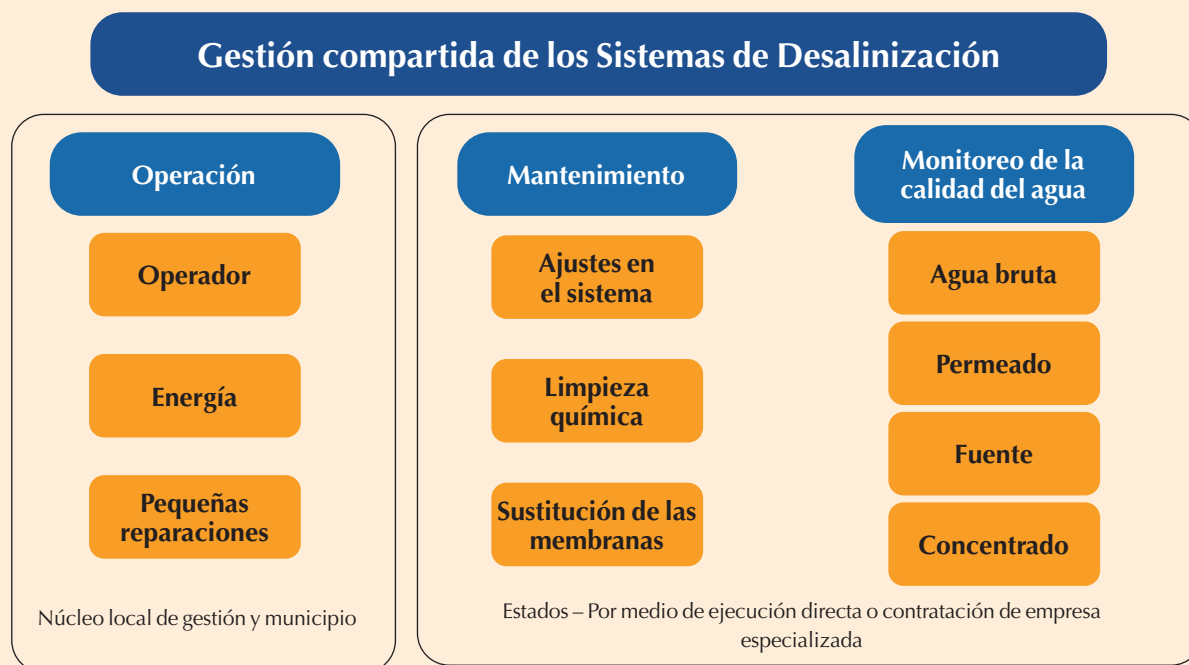 Gestión compartida de los Sistemas de Desalinización
Operación
Operador
Energía
Pequeñas
reparaciones
Núcleo local de gestión y municipio
Mantenimiento
Ajustes en
el sistema
Limpieza
química
Sustitución de las
membranas
Monitoreo de la
calidad del agua
Agua bruta
Permeado
Fuente
Concentrado
Estados – Por medio de ejecución directa o contratación de empresa
especializada